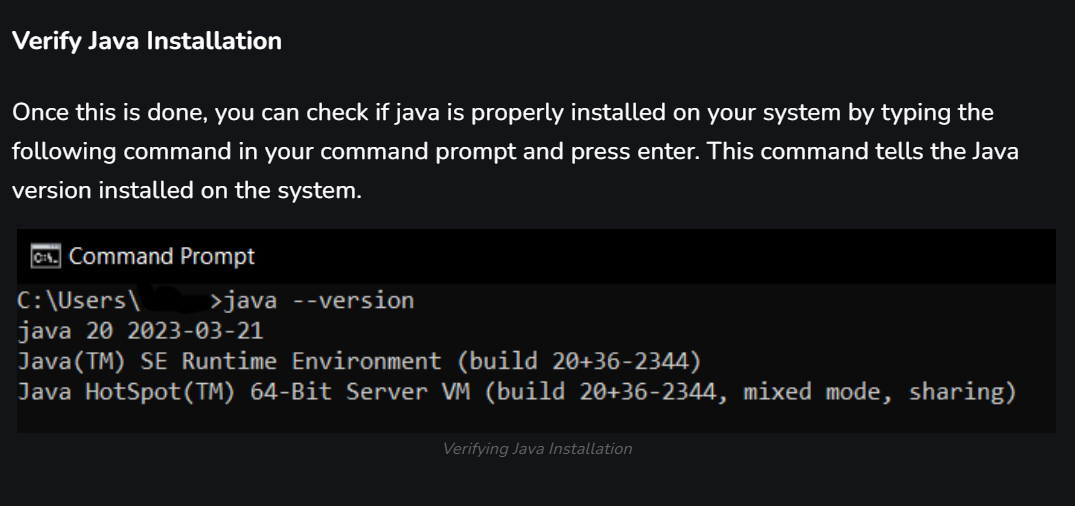 Verify Java Installation
Once this is done, you can check if java is properly installed on your system by typing the
following command in your command prompt and press enter. This command tells the Java
version installed on the system.
C:\. Command Prompt
C:\Users\ >java --version
java 20 2023-03-21
Java(TM) SE Runtime Environment (build 20+36-2344)
Java HotSpot(TM) 64-Bit Server VM (build 20+36-2344, mixed mode, sharing)
Verifying Java Installation